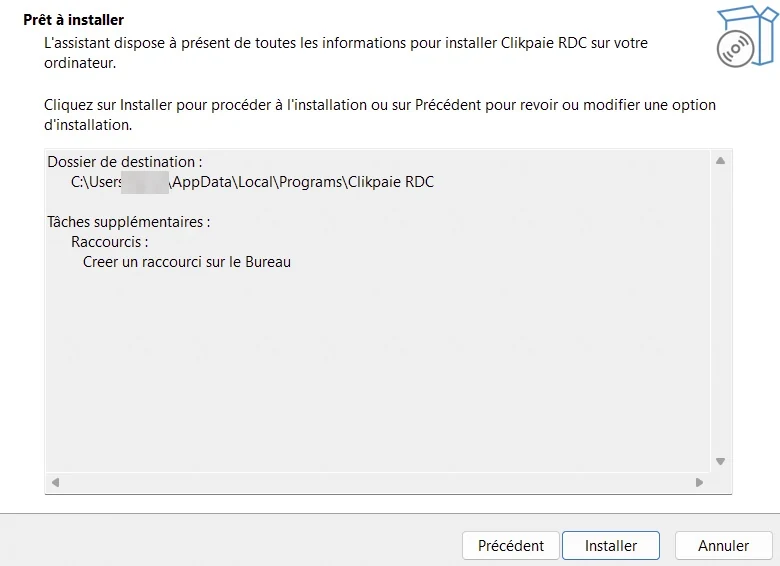 Prêt à installer
L'assistant dispose à présent de toutes les informations pour installer Clikpaie RDC sur votre
ordinateur.
Cliquez sur Installer pour procéder à l'installation ou sur Précédent pour revoir ou modifier une option
d'installation.
Dossier de destination :
C:\Users \AppData\Local\Programs\Clikpaie RDC
Tâches supplémentaires :
Raccourcis :
Creer un raccourci sur le Bureau
Précédent
Installer
Annuler